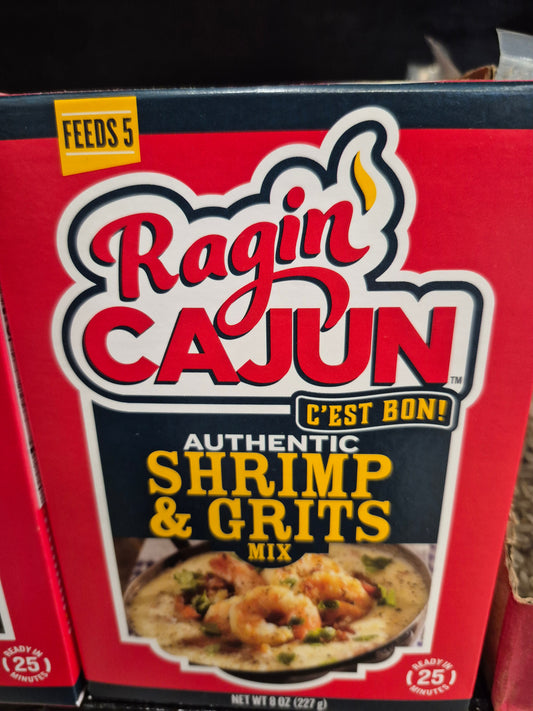 FEEDS 5
Ragin'
CAJUN™
C'EST BON!
AUTHENTIC
SHRIMP
& GRITS
MIX
READY IN
25
MINUTES
READY IN
25
MINUTES
NET WT 8 OZ (227 g)